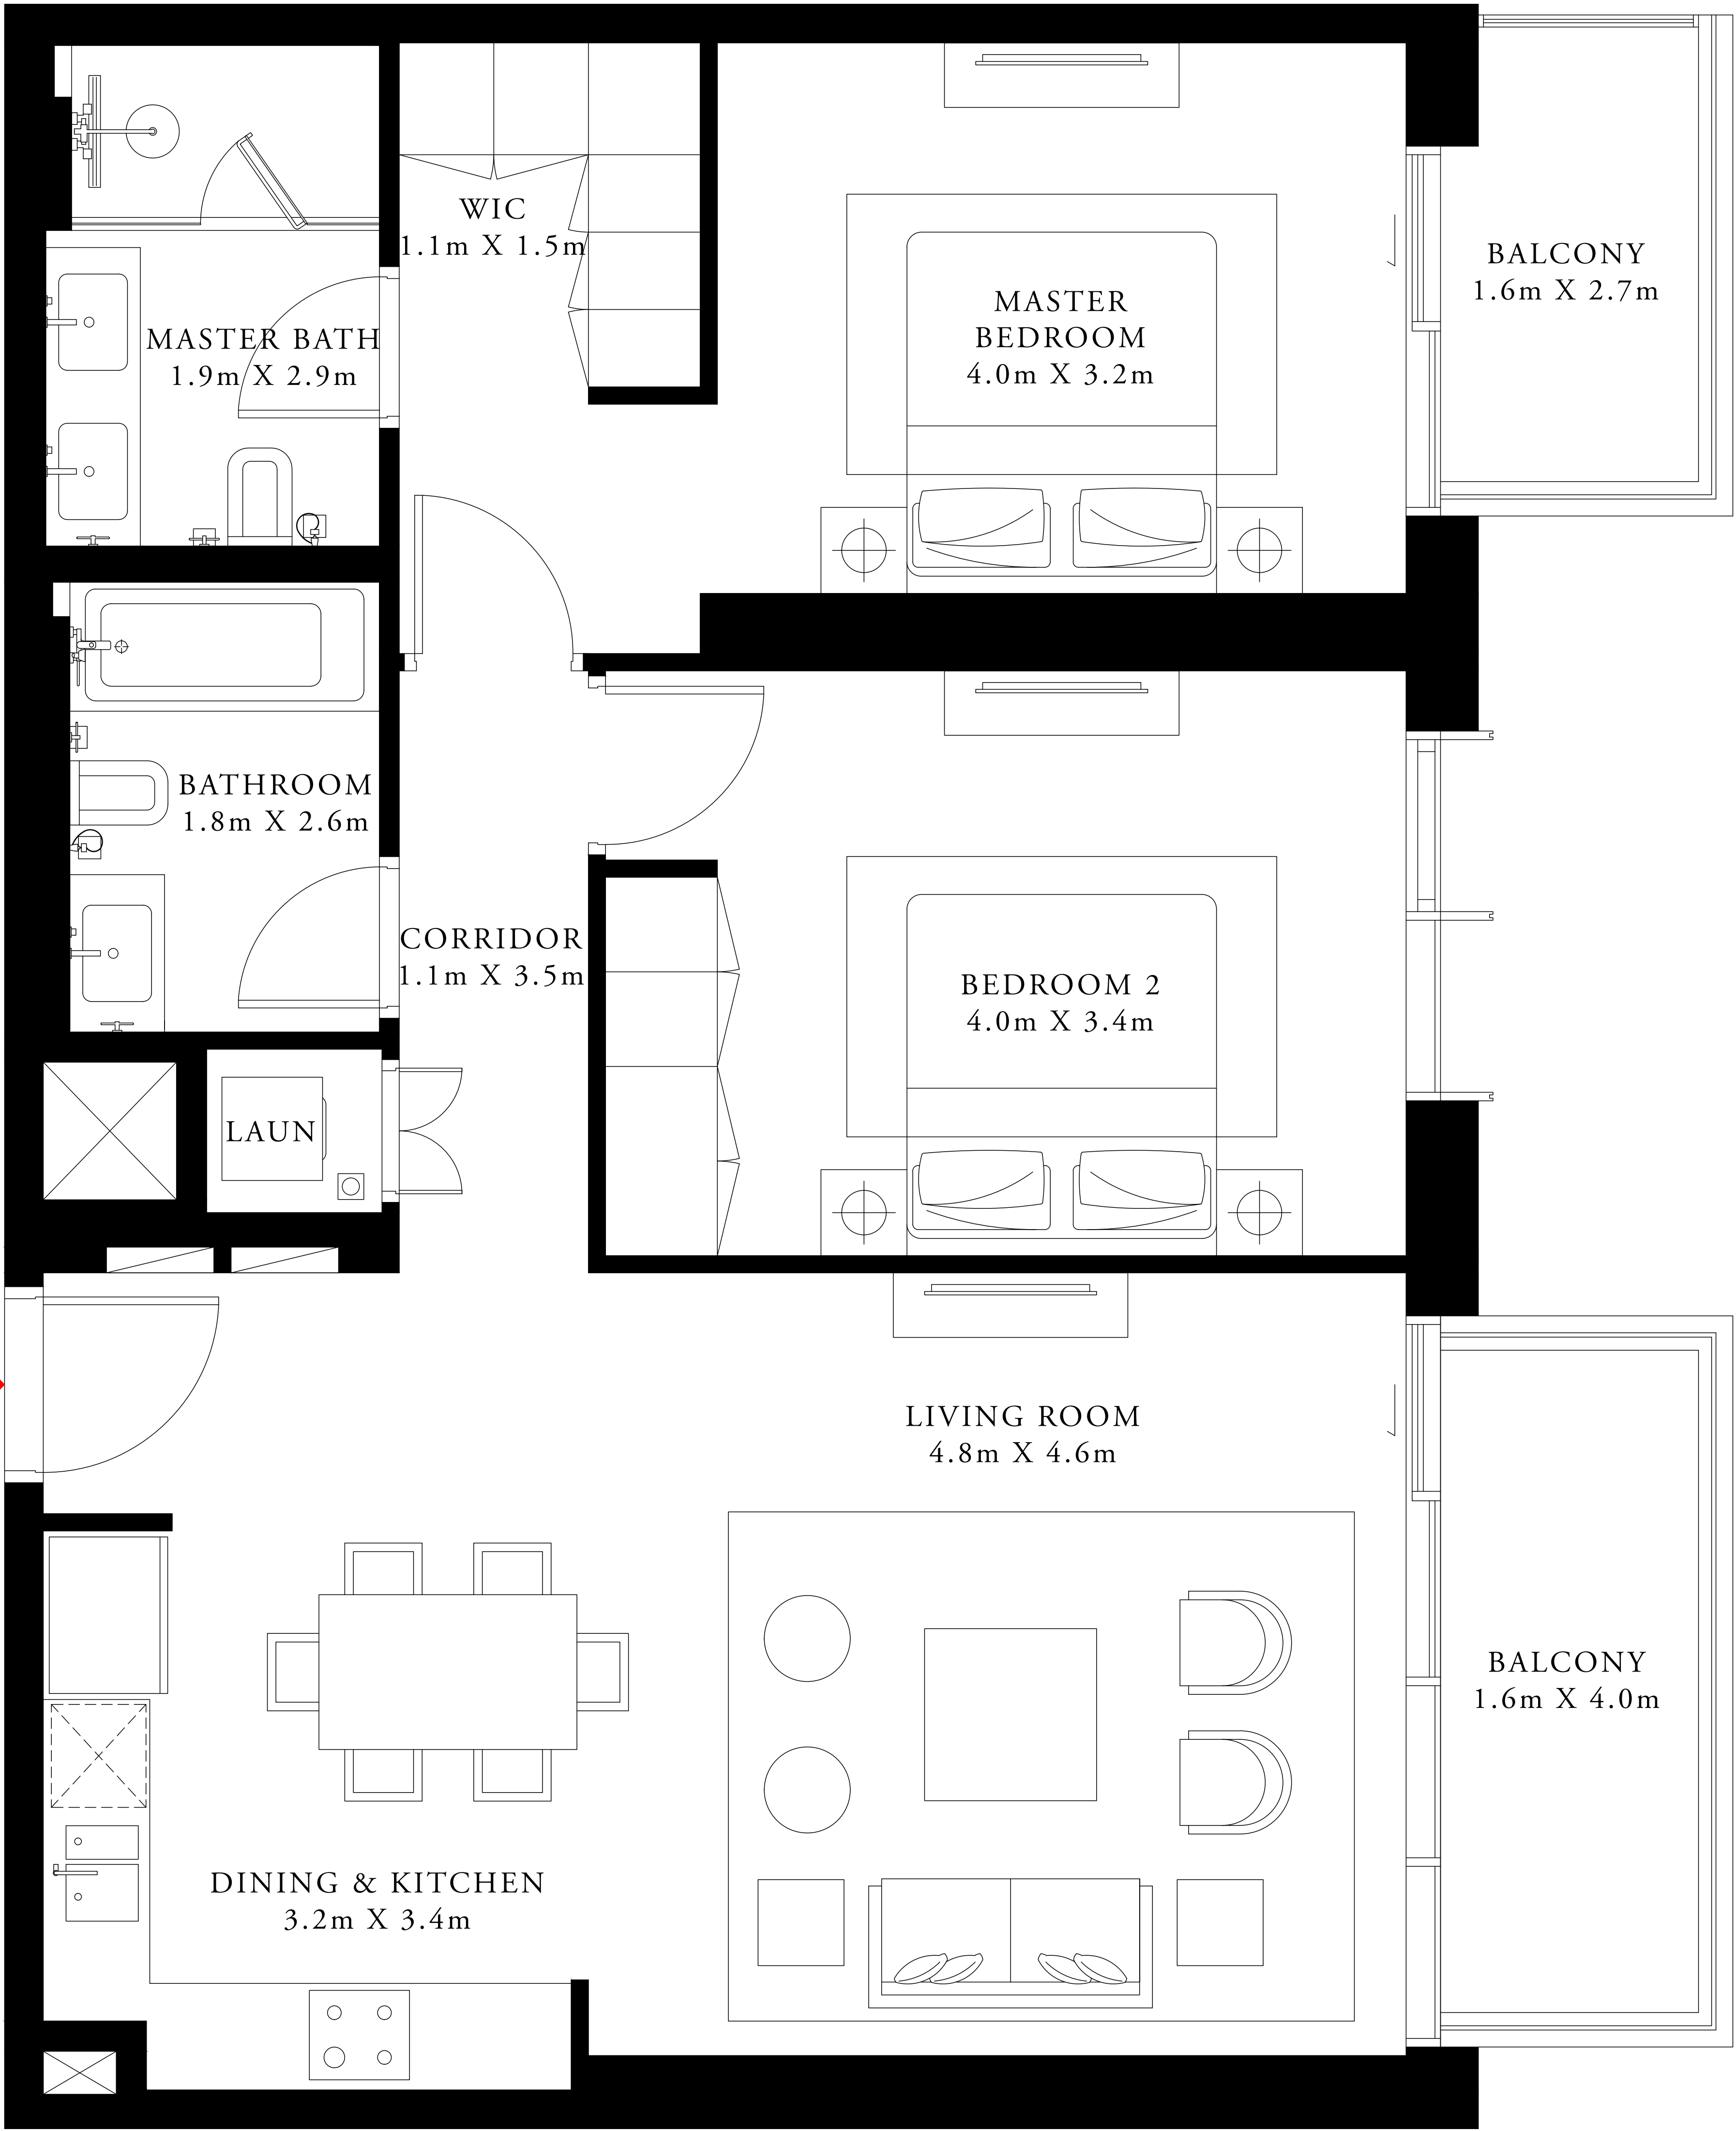 WIC
1.1m X 1.5m
BALCONY
1.6m X 2.7m
MASTER
BEDROOM
4.0m X 3.2m
MASTER BATH
1.9m X 2.9m
BATHROOM
1.8m X 2.6m
CORRIDOR
1.1m X 3.5m
BEDROOM 2
4.0m X 3.4m
LAUN
LIVING ROOM
4.8m X 4.6m
BALCONY
1.6m X 4.0m
DINING & KITCHEN
3.2m X 3.4m